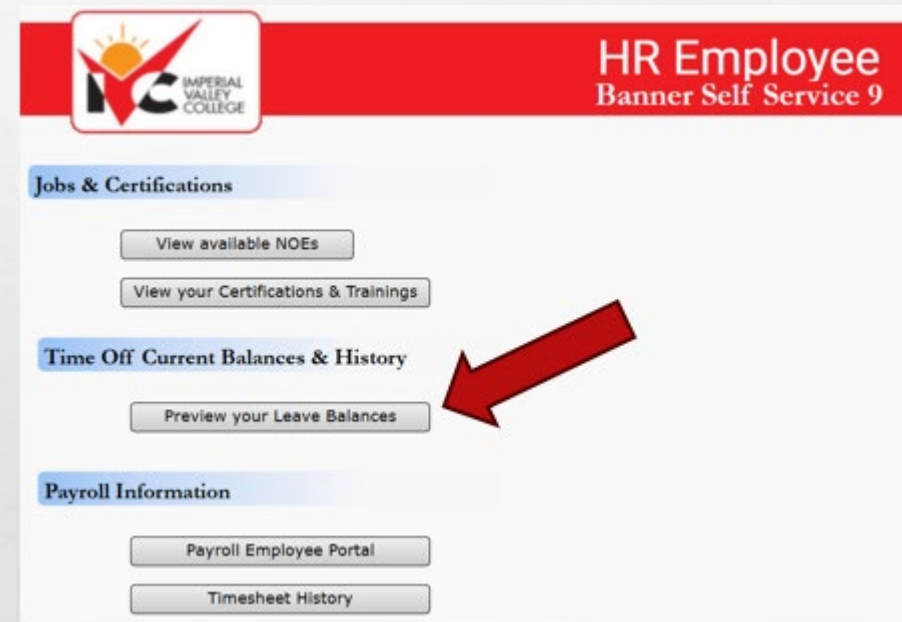 IVC IMPERIAL
VALLEY
COLLEGE
HR Employee
Banner Self Service 9
Jobs & Certifications
View available NOEs
View your Certifications & Trainings
Time Off Current Balances & History
Preview your Leave Balances
Payroll Information
Payroll Employee Portal
Timesheet History